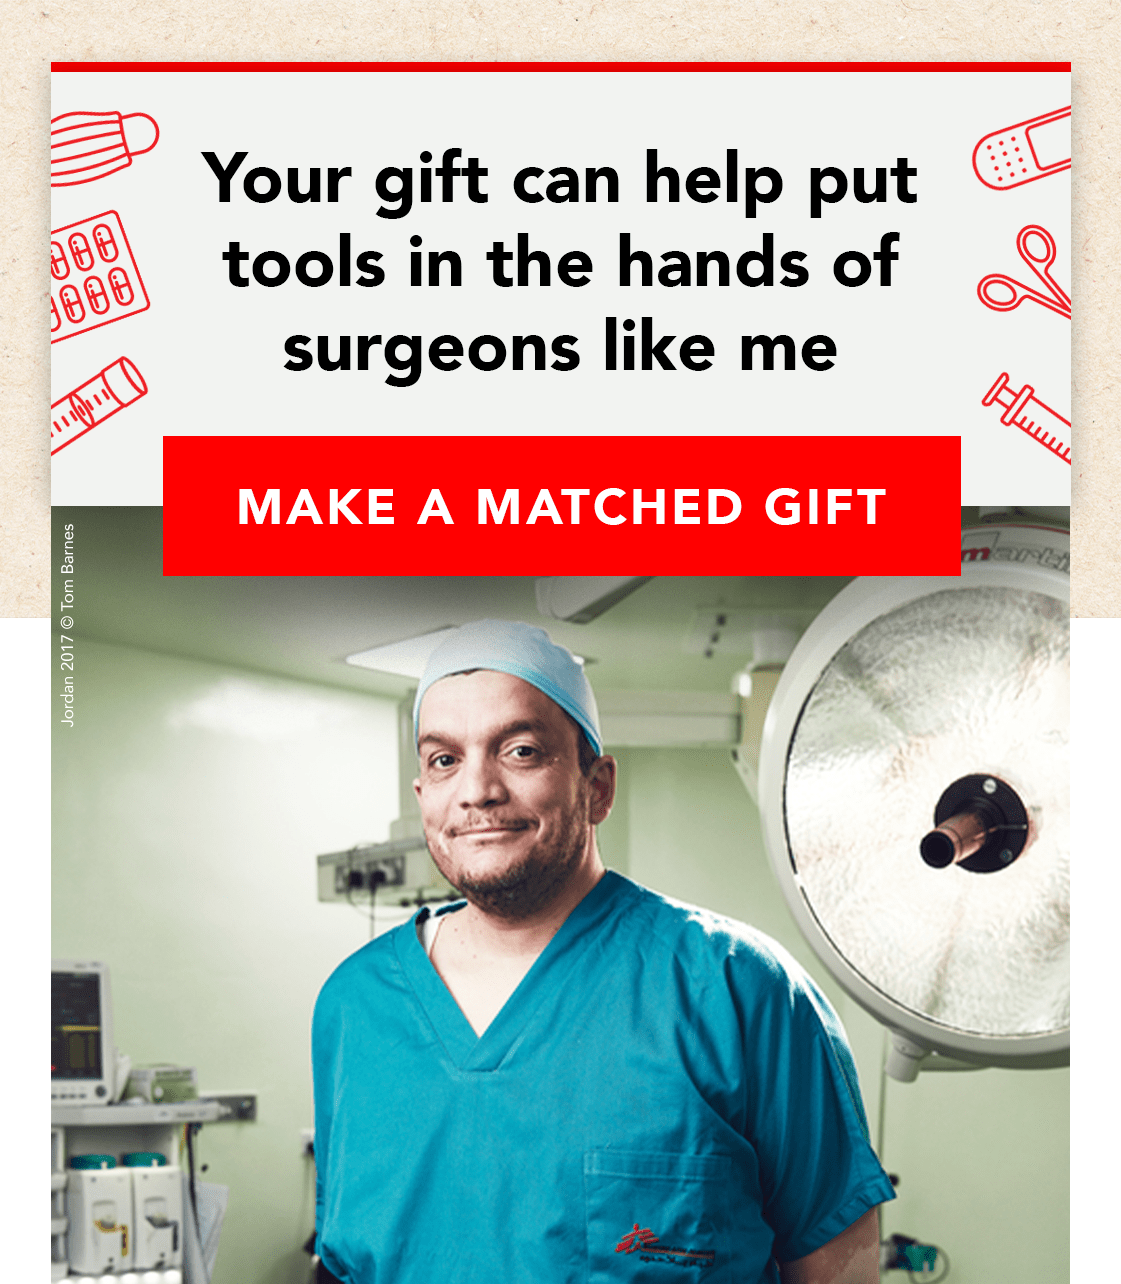 Your gift can help put
tools in the hands of
surgeons like me
MAKE A MATCHED GIFT
Jordan 2017 © Tom Barnes